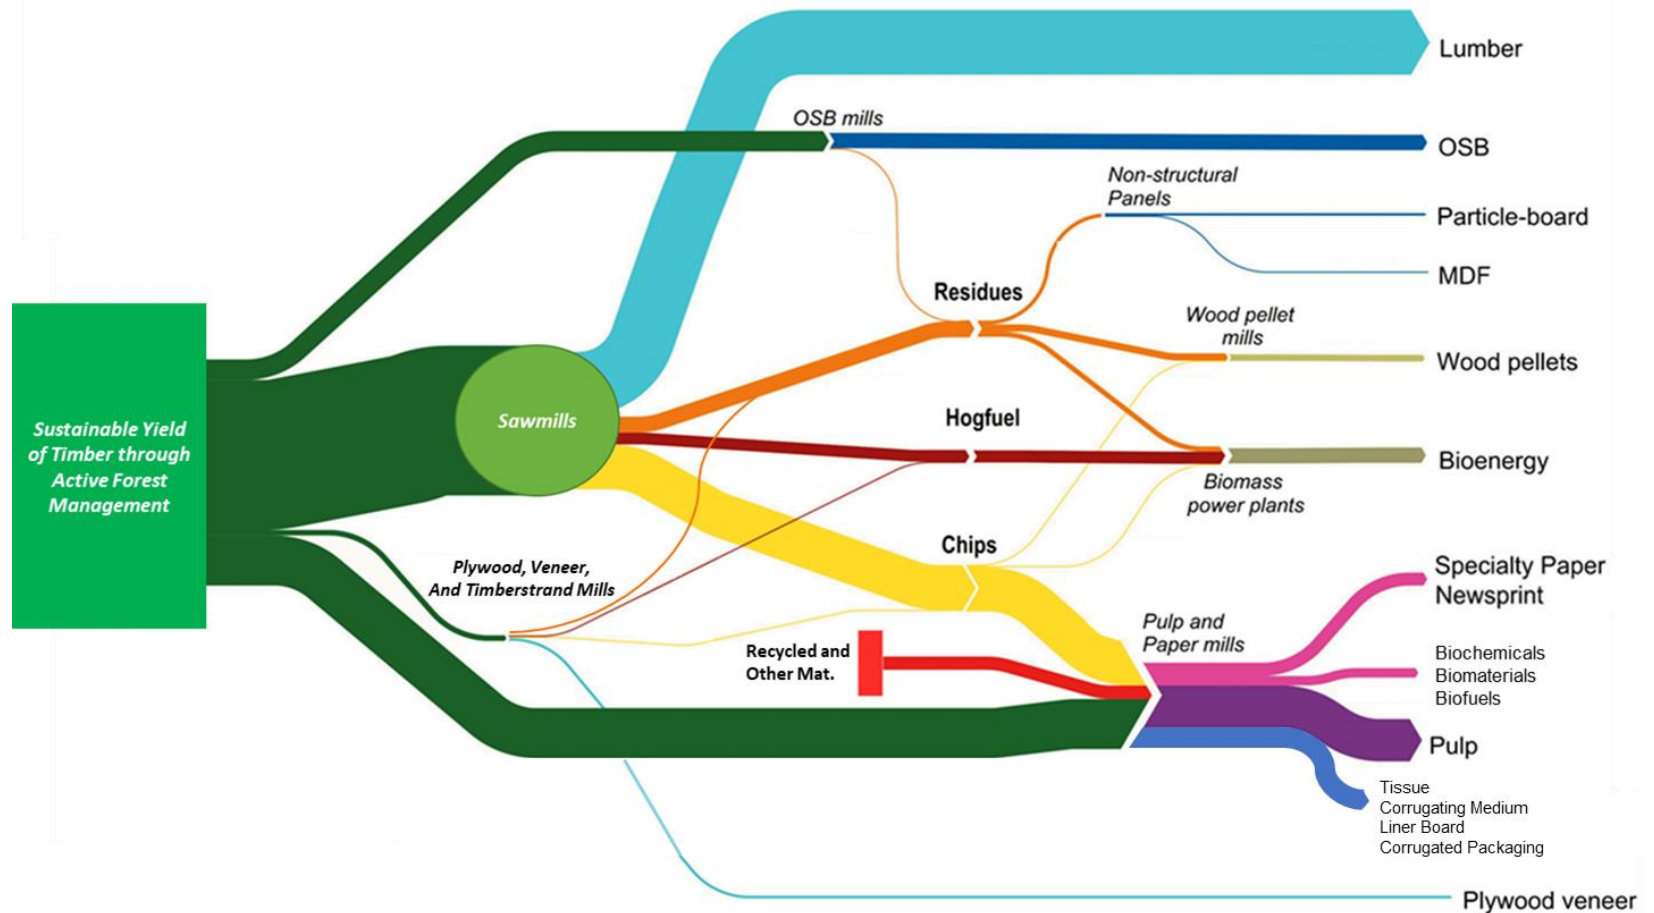 Lumber
OSB mills
OSB
Non-structural
Panels
Particle-board
MDF
Residues
Wood pellet
mills
Wood pellets
Sustainable Yield
of Timber through
Active Forest
Management
Sawmills
Hogfuel
Bioenergy
Biomass
power plants
Chips
Plywood, Veneer,
And Timberstrand Mills
Specialty Paper
Newsprint
Pulp and
Paper mills
Recycled and
Other Mat.
Biochemicals
Biomaterials
Biofuels
Pulp
Tissue
Corrugating Medium
Liner Board
Corrugated Packaging
Plywood veneer